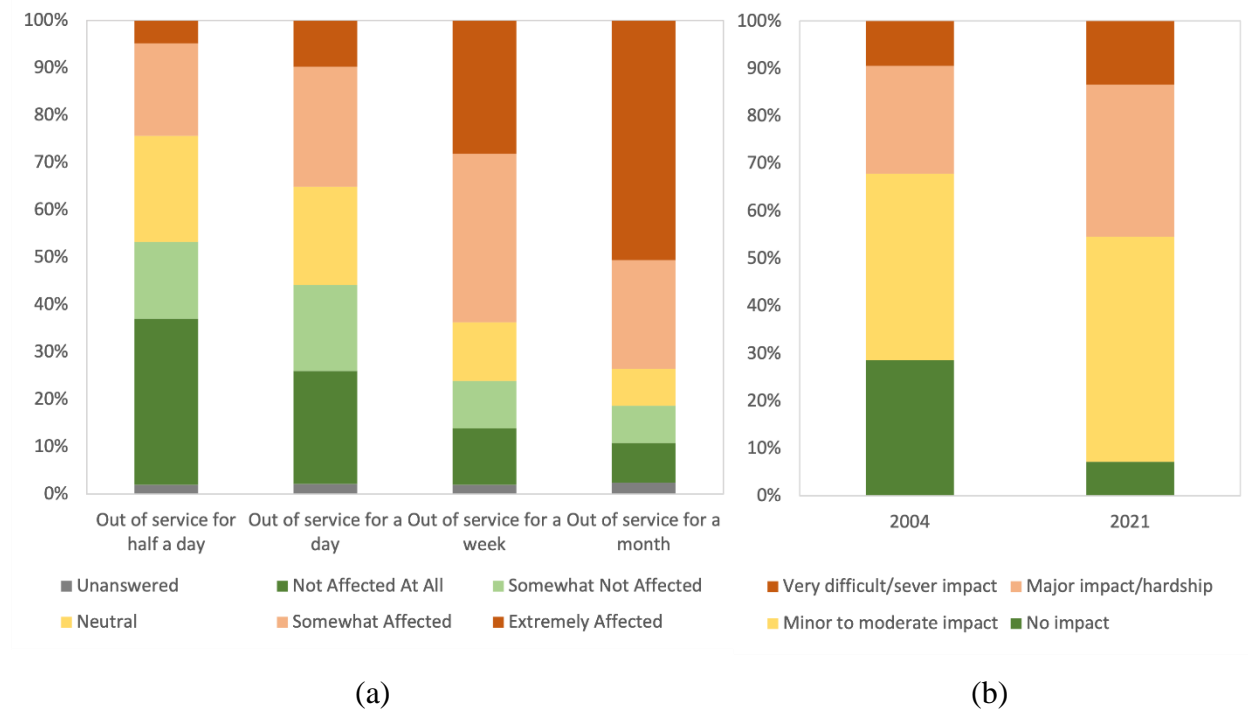 100%
90%
80%
70%
60%
50%
40%
30%
20%
10%
0%
Out of service for half a day
Out of service for a day
Out of service for a week
Out of service for a month
Unanswered
Not Affected At All
Somewhat Not Affected
Neutral
Somewhat Affected
Extremely Affected
(a)
100%
90%
80%
70%
60%
50%
40%
30%
20%
10%
0%
2004
2021
Very difficult/sever impact
Major impact/hardship
Minor to moderate impact
No impact
(b)